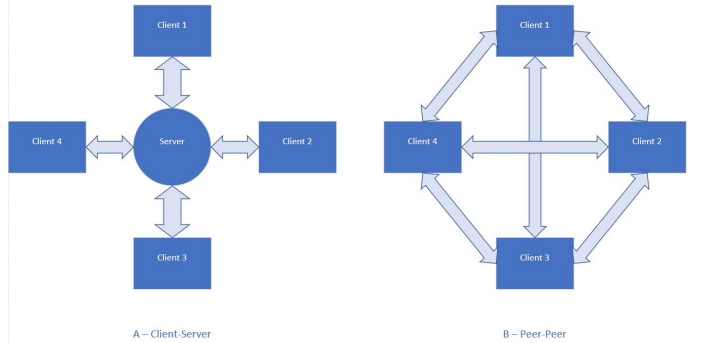 Client 1
Client 4
Server
Client 2
Client 3
A – Client-Server
Client 1
Client 4
Client 2
Client 3
B – Peer-Peer